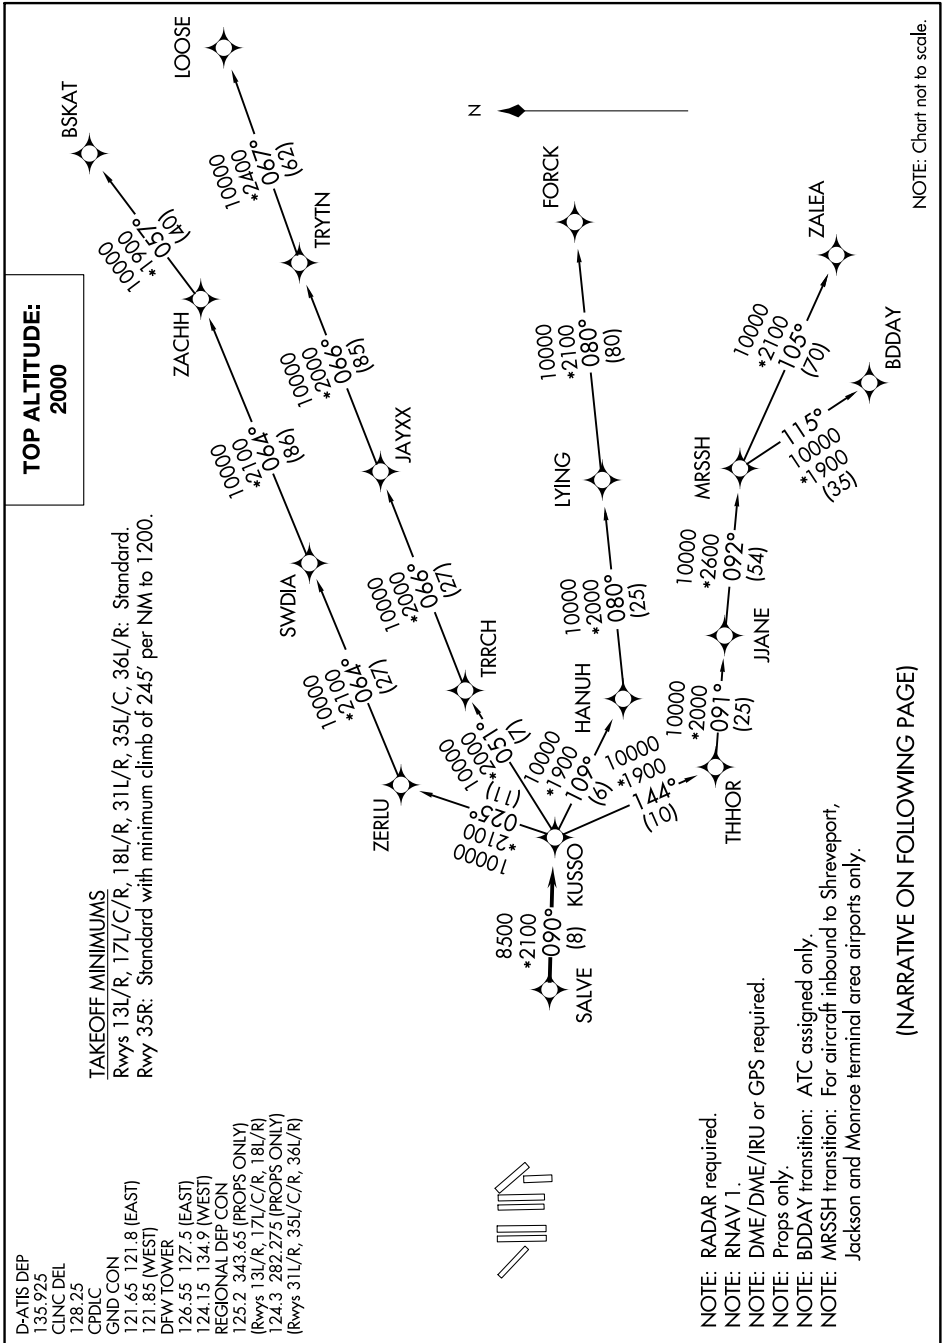 D-ATIS DEP
135.925
CLNC DEL
128.25
CPDLC
GND CON
121.65 121.8 (EAST)
121.85 (WEST)
DFW TOWER
126.55 127.5 (EAST)
124.15 134.9 (WEST)
REGIONAL DEP CON
125.2 343.65 (PROPS ONLY)
(Rwys 13L/R, 17L/C/R, 18L/R)
124.3 282.275 (PROPS ONLY)
(Rwys 31L/R, 35L/C/R, 36L/R)
TAKEOFF MINIMUMS
Rwys 13L/R, 17L/C/R, 18L/R, 31L/R, 35L/C, 36L/R: Standard.
Rwy 35R: Standard with minimum climb of 245' per NM to 1200.
TOP ALTITUDE:
2000
BSKAT
LOOSE
10000
*1900
057°
(40)
10000
*2400
067°
(62)
ZACHH
TRYTN
10000
*2100
064°
(86)
10000
*2000
066°
(85)
SWDIA
JAYXX
10000
*2100
064°
(27)
10000
*2000
066°
(27)
ZERLU
TRRCH
10000
*2100
025°
(11)
10000
*2000
051°
(7)
N
FORCK
10000
*2100
080°
(80)
LYING
10000
*2000
080°
(25)
HANUH
10000
*1900
109°
(6)
SALVE
8500
*2100
090°
(8)
KUSSO
10000
*1900
144°
(10)
THHOR
10000
*2000
091°
(25)
JJANE
10000
*2600
092°
(54)
MRSSH
10000
*2100
105°
(70)
ZALEA
115°
10000
*1900
(35)
BDDAY
NOTE: RADAR required.
NOTE: RNAV 1.
NOTE: DME/DME/IRU or GPS required.
NOTE: Props only.
NOTE: BDDAY transition: ATC assigned only.
NOTE: MRSSH transition: For aircraft inbound to Shreveport,
Jackson and Monroe terminal area airports only.
(NARRATIVE ON FOLLOWING PAGE)
NOTE: Chart not to scale.